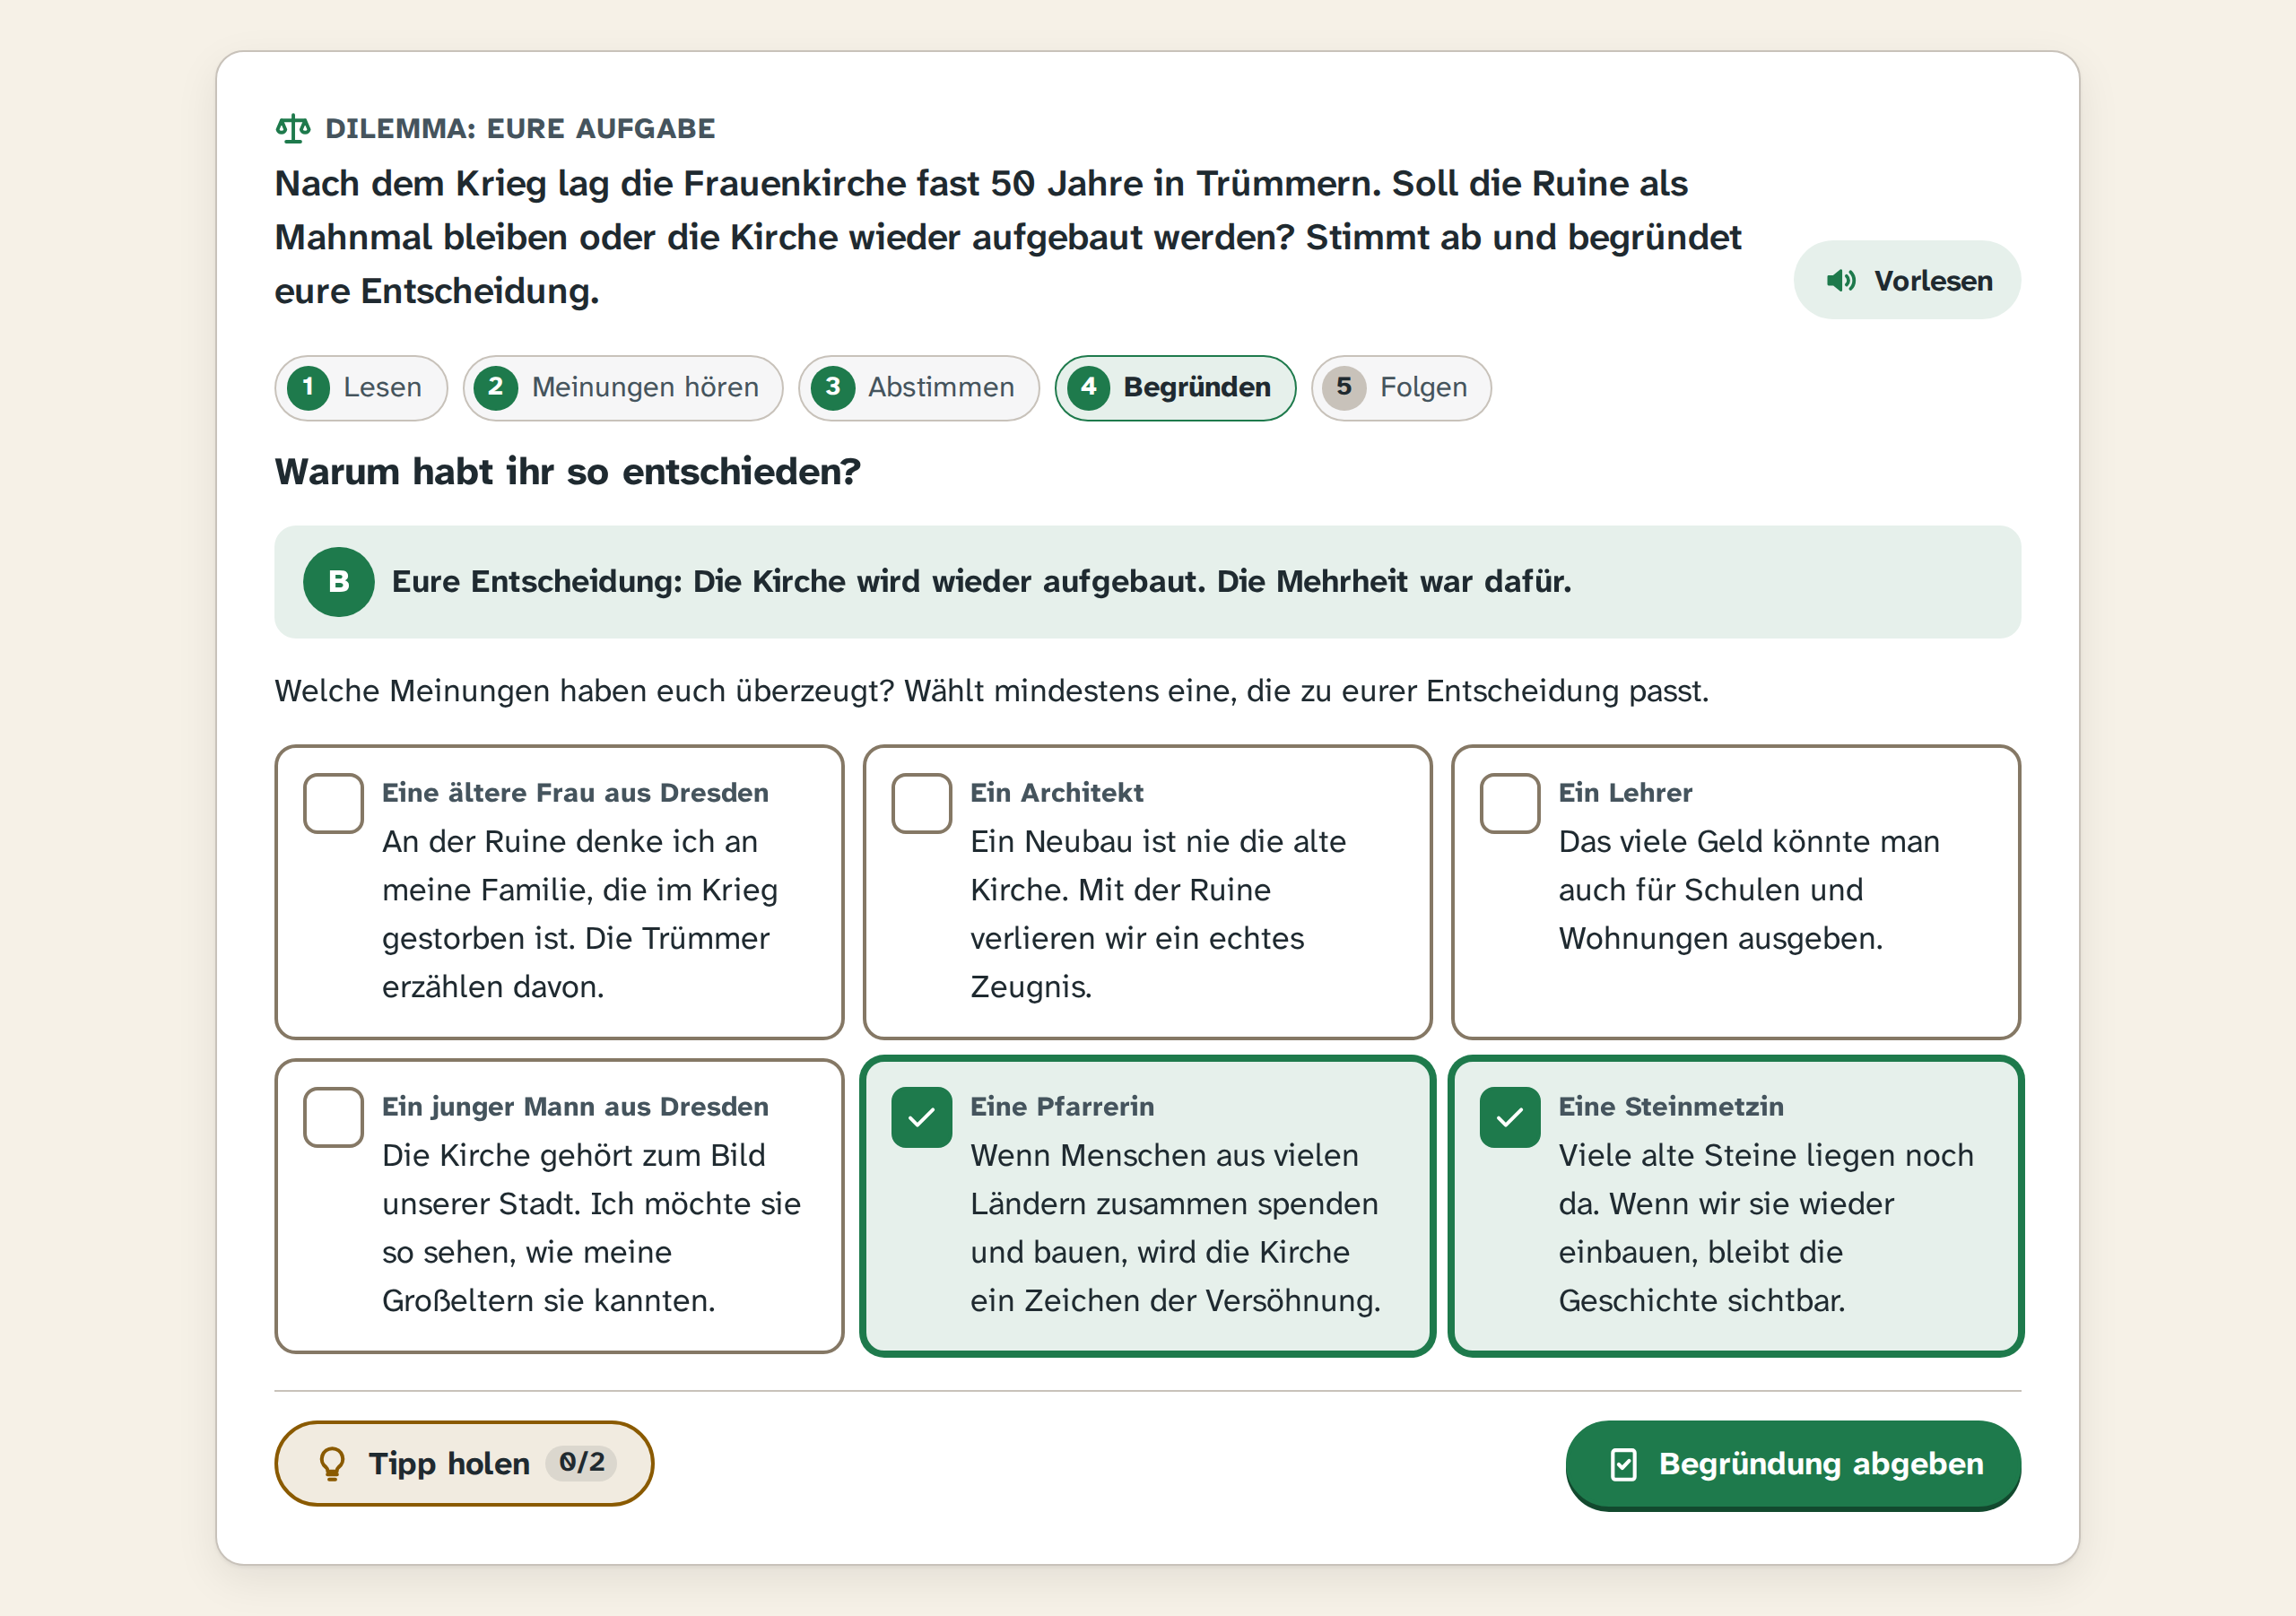 DILEMMA: EURE AUFGABE
Nach dem Krieg lag die Frauenkirche fast 50 Jahre in Trümmern. Soll die Ruine als
Mahnmal bleiben oder die Kirche wieder aufgebaut werden? Stimmt ab und begründet
eure Entscheidung.
Vorlesen
1 Lesen
2 Meinungen hören
3 Abstimmen
4 Begründen
5 Folgen
Warum habt ihr so entschieden?
B Eure Entscheidung: Die Kirche wird wieder aufgebaut. Die Mehrheit war dafür.
Welche Meinungen haben euch überzeugt? Wählt mindestens eine, die zu eurer Entscheidung passt.
Eine ältere Frau aus Dresden
An der Ruine denke ich an
meine Familie, die im Krieg
gestorben ist. Die Trümmer
erzählen davon.
Ein Architekt
Ein Neubau ist nie die alte
Kirche. Mit der Ruine
verlieren wir ein echtes
Zeugnis.
Ein Lehrer
Das viele Geld könnte man
auch für Schulen und
Wohnungen ausgeben.
Ein junger Mann aus Dresden
Die Kirche gehört zum Bild
unserer Stadt. Ich möchte sie
so sehen, wie meine
Großeltern sie kannten.
Eine Pfarrerin
Wenn Menschen aus vielen
Ländern zusammen spenden
und bauen, wird die Kirche
ein Zeichen der Versöhnung.
Eine Steinmetzin
Viele alte Steine liegen noch
da. Wenn wir sie wieder
einbauen, bleibt die
Geschichte sichtbar.
Tipp holen 0/2
Begründung abgeben